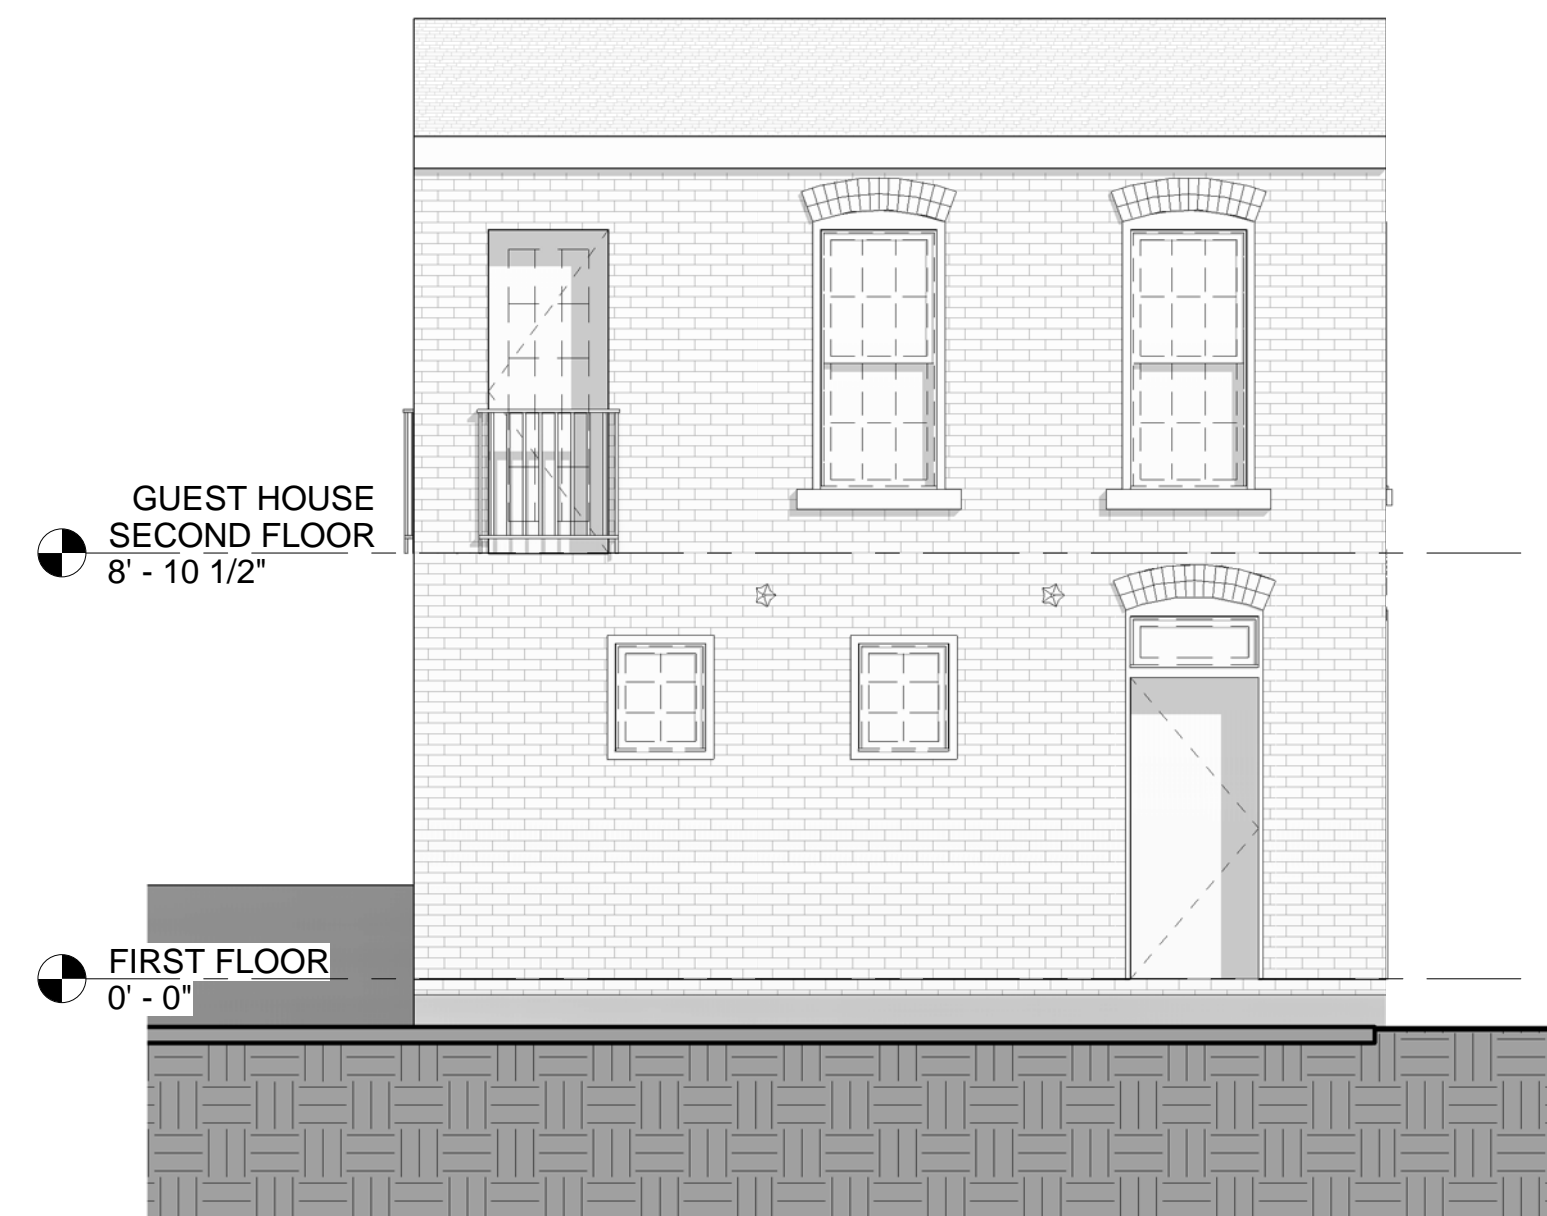 GUEST HOUSE
SECOND FLOOR
8' - 10 1/2"
FIRST FLOOR
0' - 0"